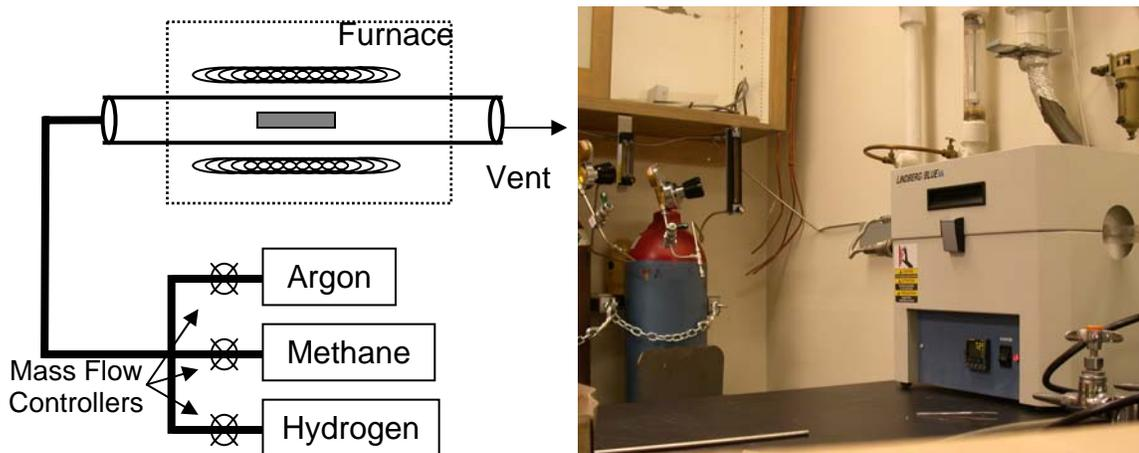 Furnace
Vent
Argon
Methane
Mass Flow
Controllers
Hydrogen
LINDBERG/BLUE